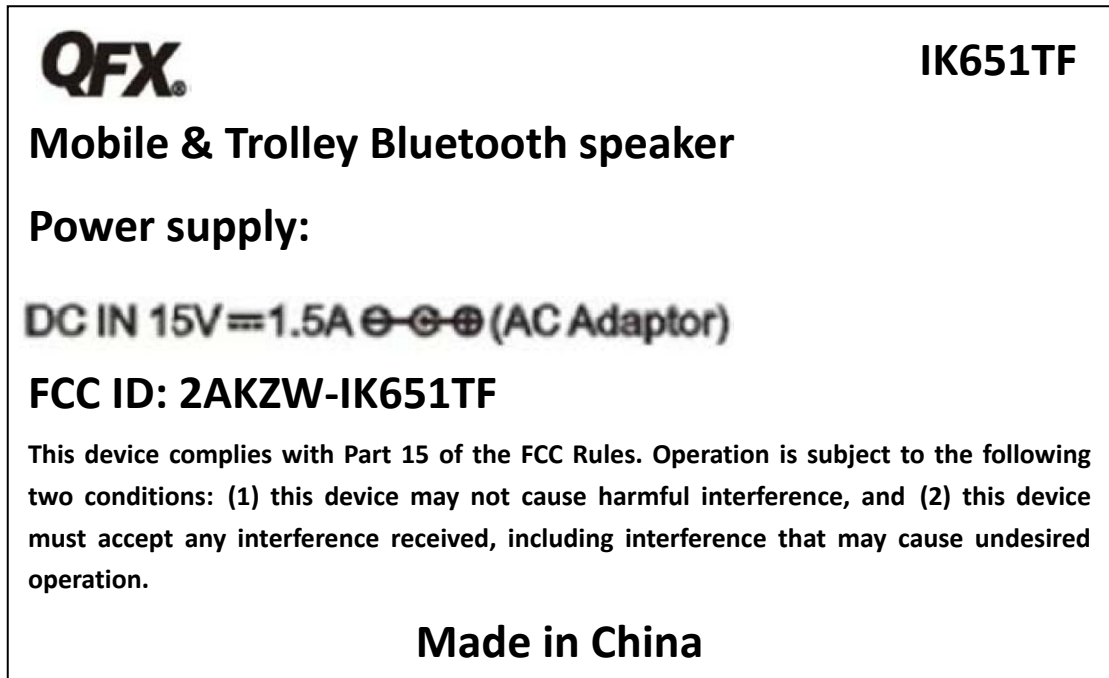 QFX® IK651TF
Mobile & Trolley Bluetooth speaker
Power supply:
DC IN 15V⎓1.5A ⊖-⊙-⊕ (AC Adaptor)
FCC ID: 2AKZW-IK651TF
This device complies with Part 15 of the FCC Rules. Operation is subject to the following
two conditions: (1) this device may not cause harmful interference, and (2) this device
must accept any interference received, including interference that may cause undesired
operation.
Made in China